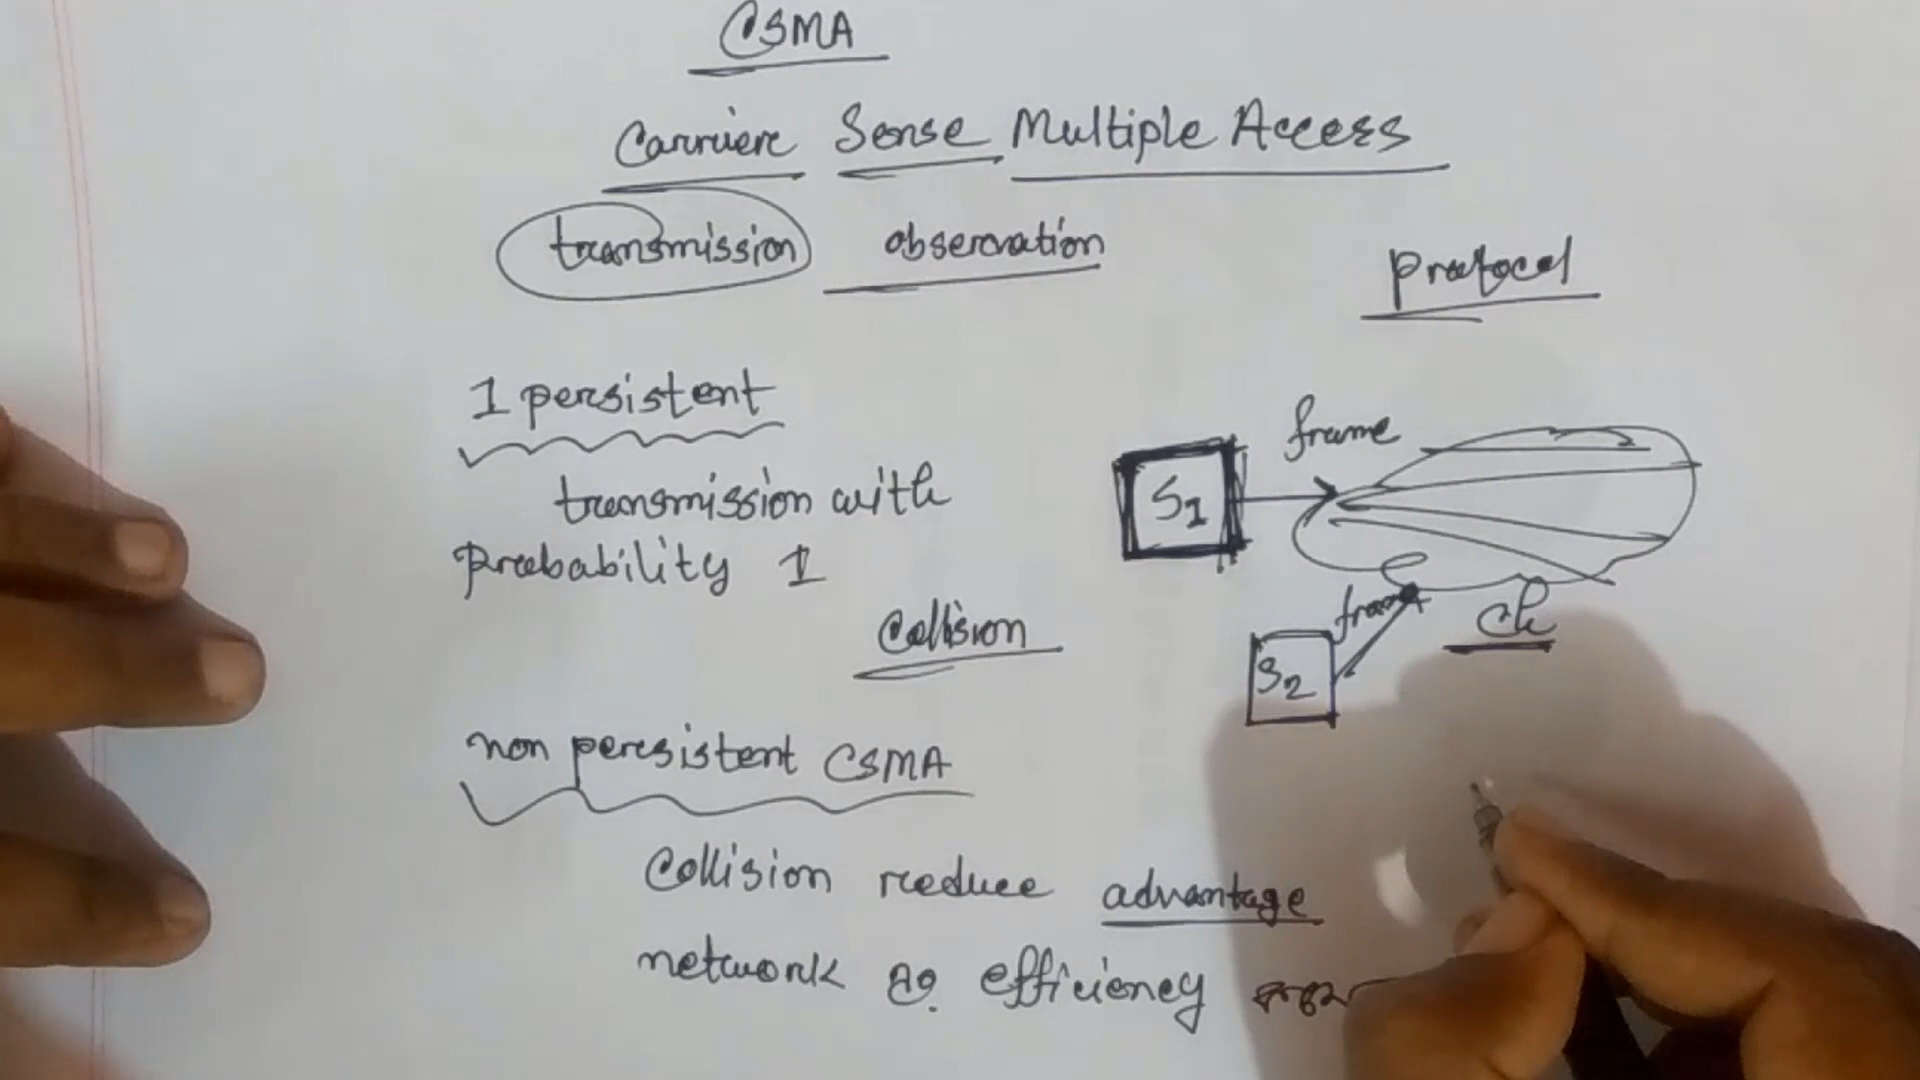 CSMA
Carrier Sense Multiple Access
transmission observation
protocol
1 persistent
transmission with
probability 1
collision
frame
S1
frame
ch
S2
non persistent CSMA
Collision reduce advantage
network এর efficiency